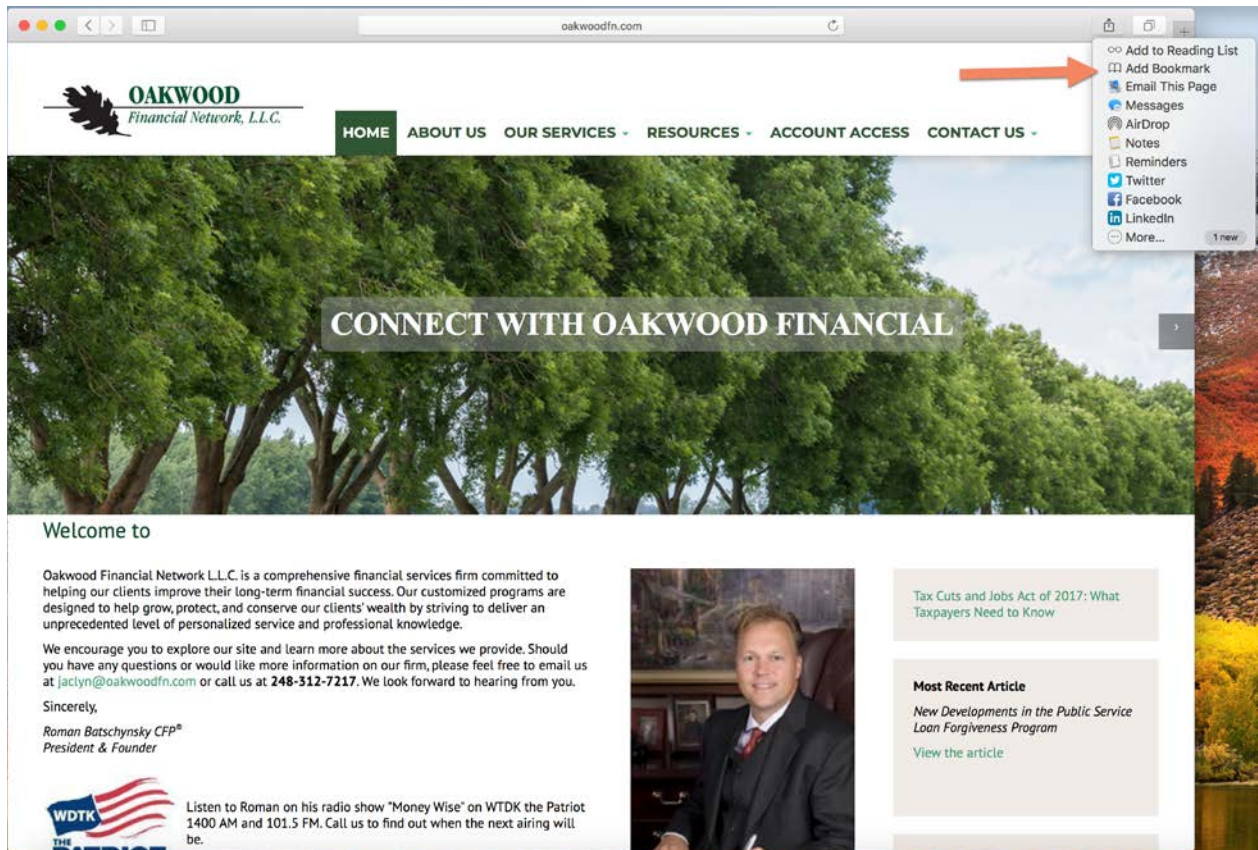 oakwoodfn.com
Add to Reading List
Add Bookmark
Email This Page
Messages
AirDrop
Notes
Reminders
Twitter
Facebook
in LinkedIn
More... 1 new
OAKWOOD
Financial Network, L.L.C.
HOME ABOUT US OUR SERVICES RESOURCES ACCOUNT ACCESS CONTACT US
CONNECT WITH OAKWOOD FINANCIAL
Welcome to
Oakwood Financial Network L.L.C. is a comprehensive financial services firm committed to
helping our clients improve their long-term financial success. Our customized programs are
designed to help grow, protect, and conserve our clients' wealth by striving to deliver an
unprecedented level of personalized service and professional knowledge.
We encourage you to explore our site and learn more about the services we provide. Should
you have any questions or would like more information on our firm, please feel free to email us
at jaclyn@oakwoodfn.com or call us at 248-312-7217. We look forward to hearing from you.
Sincerely,
Roman Batschynsky CFP®
President & Founder
WDTK
THE
PATRIOT
Listen to Roman on his radio show "Money Wise" on WTDK the Patriot
1400 AM and 101.5 FM. Call us to find out when the next airing will
be.
Tax Cuts and Jobs Act of 2017: What
Taxpayers Need to Know
Most Recent Article
New Developments in the Public Service
Loan Forgiveness Program
View the article